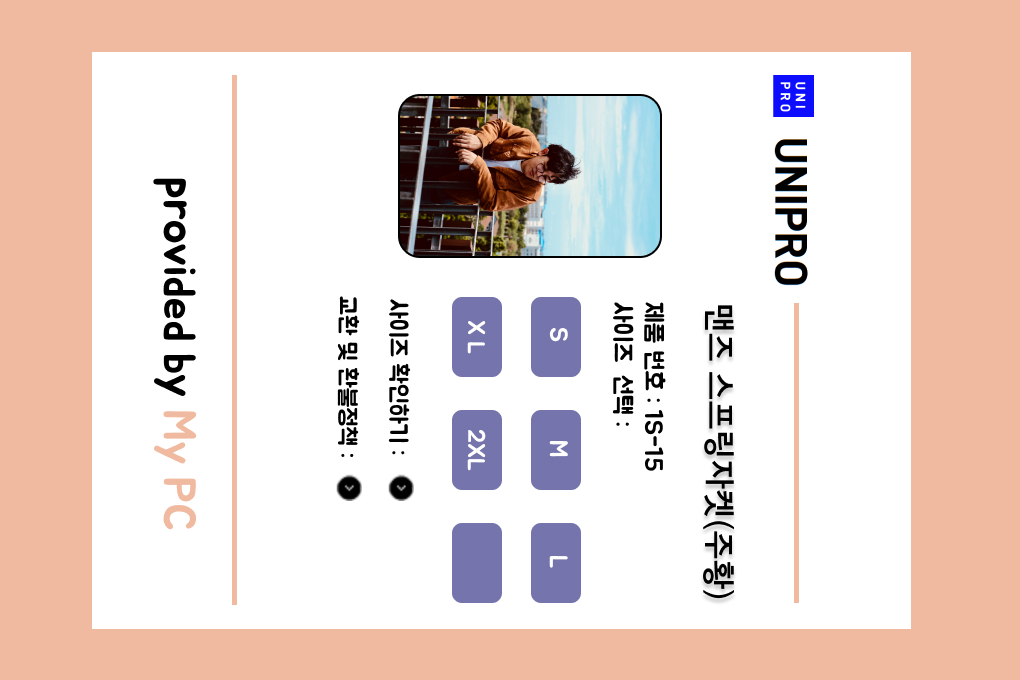 UNI
PRO
UNIPRO
맨즈 스프링자켓(주황)
제품 번호 : 1S-15
사이즈 선택 :
S
M
L
XL
2XL
사이즈 확인하기 :
교환 및 환불정책 :
provided by My PC